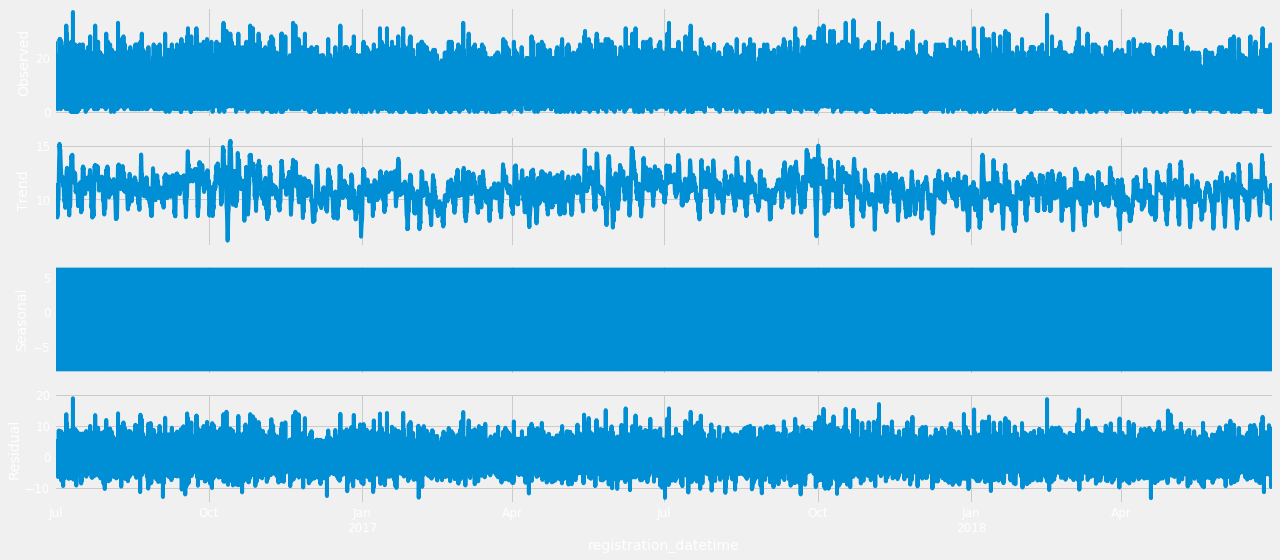 Observed
20
0
Trend
15
10
Seasonal
5
0
−5
Residual
20
10
0
−10
Jul
Oct
Jan
2017
Apr
Jul
Oct
Jan
2018
Apr
registration_datetime